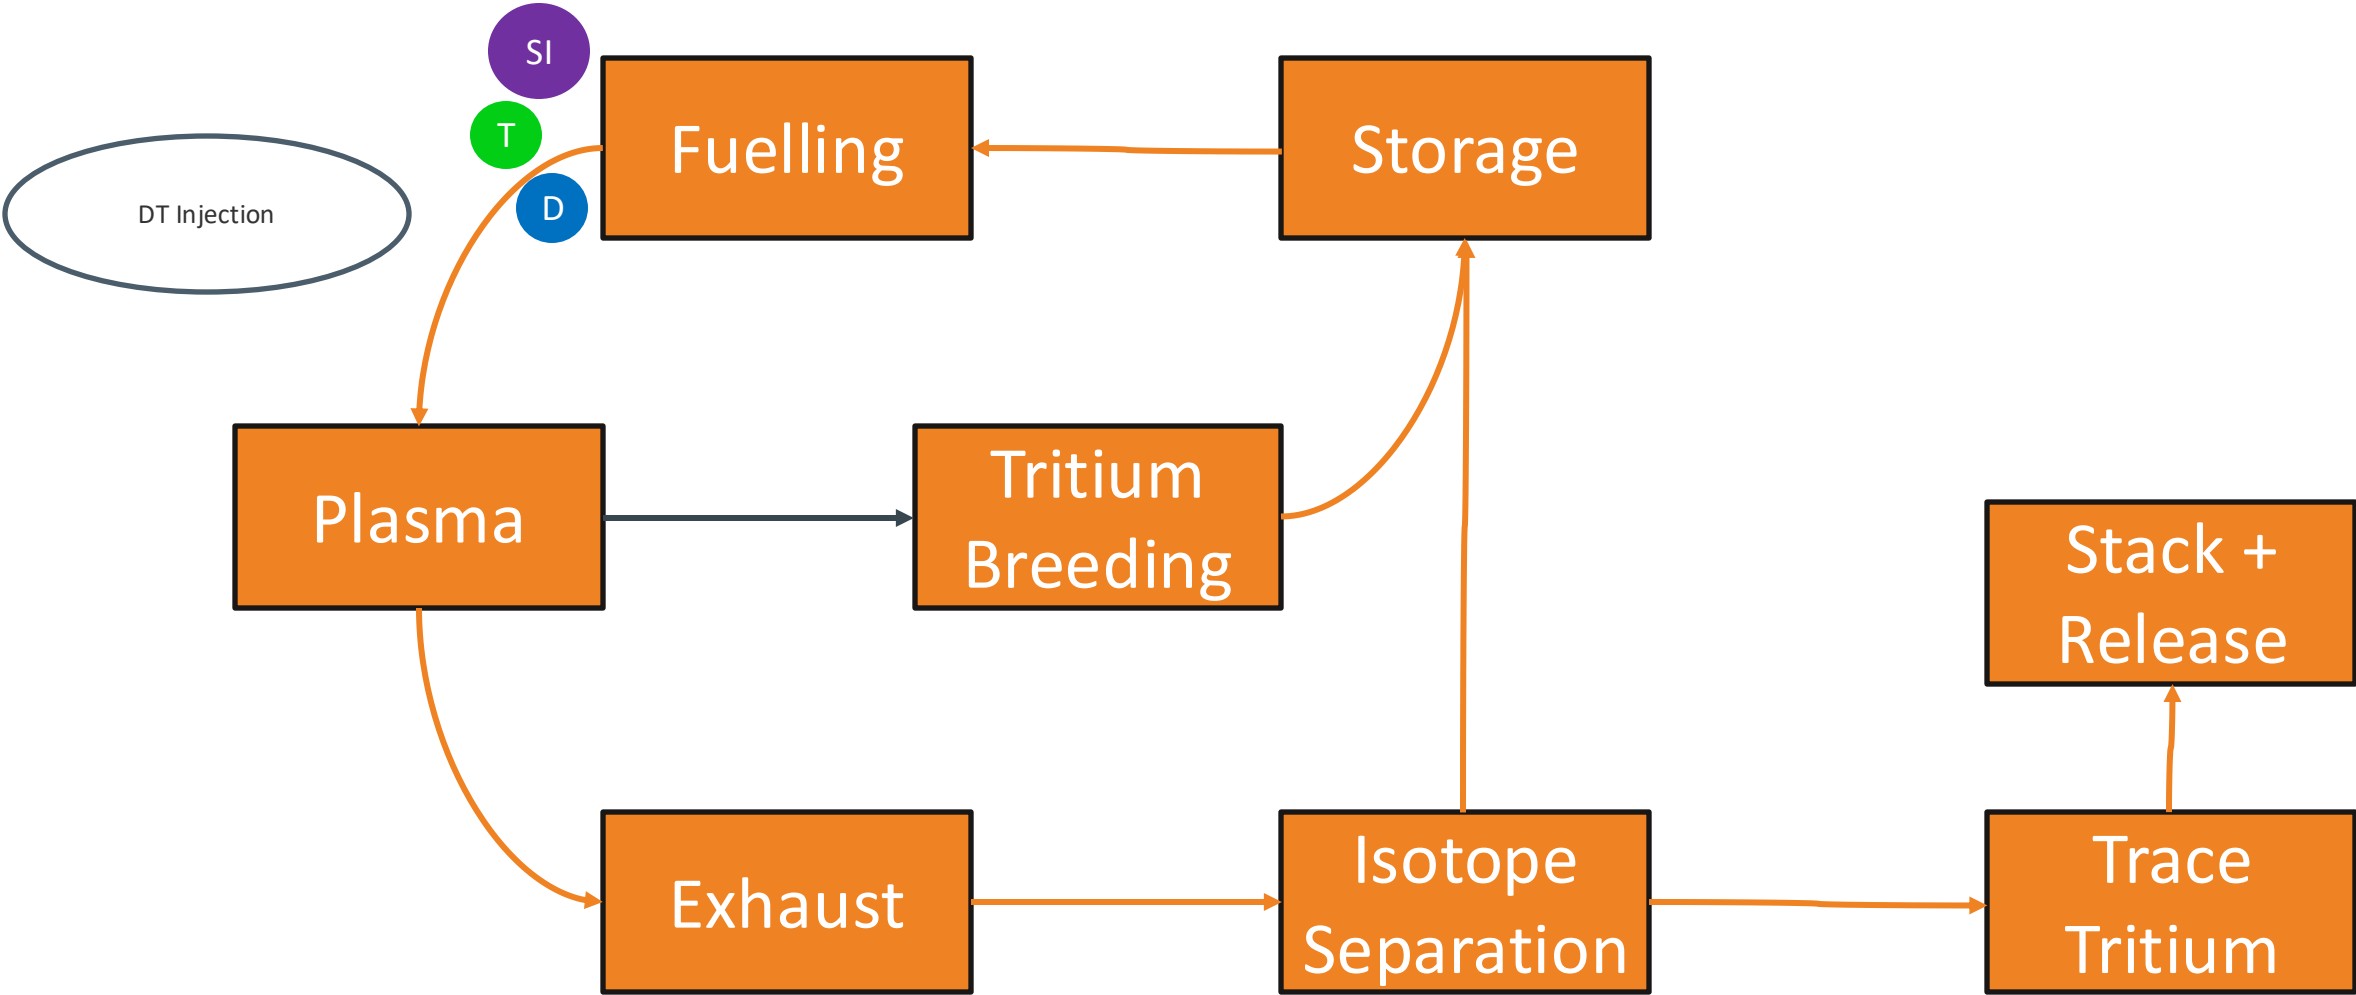 SI
T
D
DT Injection
Fuelling
Storage
Plasma
Tritium
Breeding
Stack +
Release
Exhaust
Isotope
Separation
Trace
Tritium